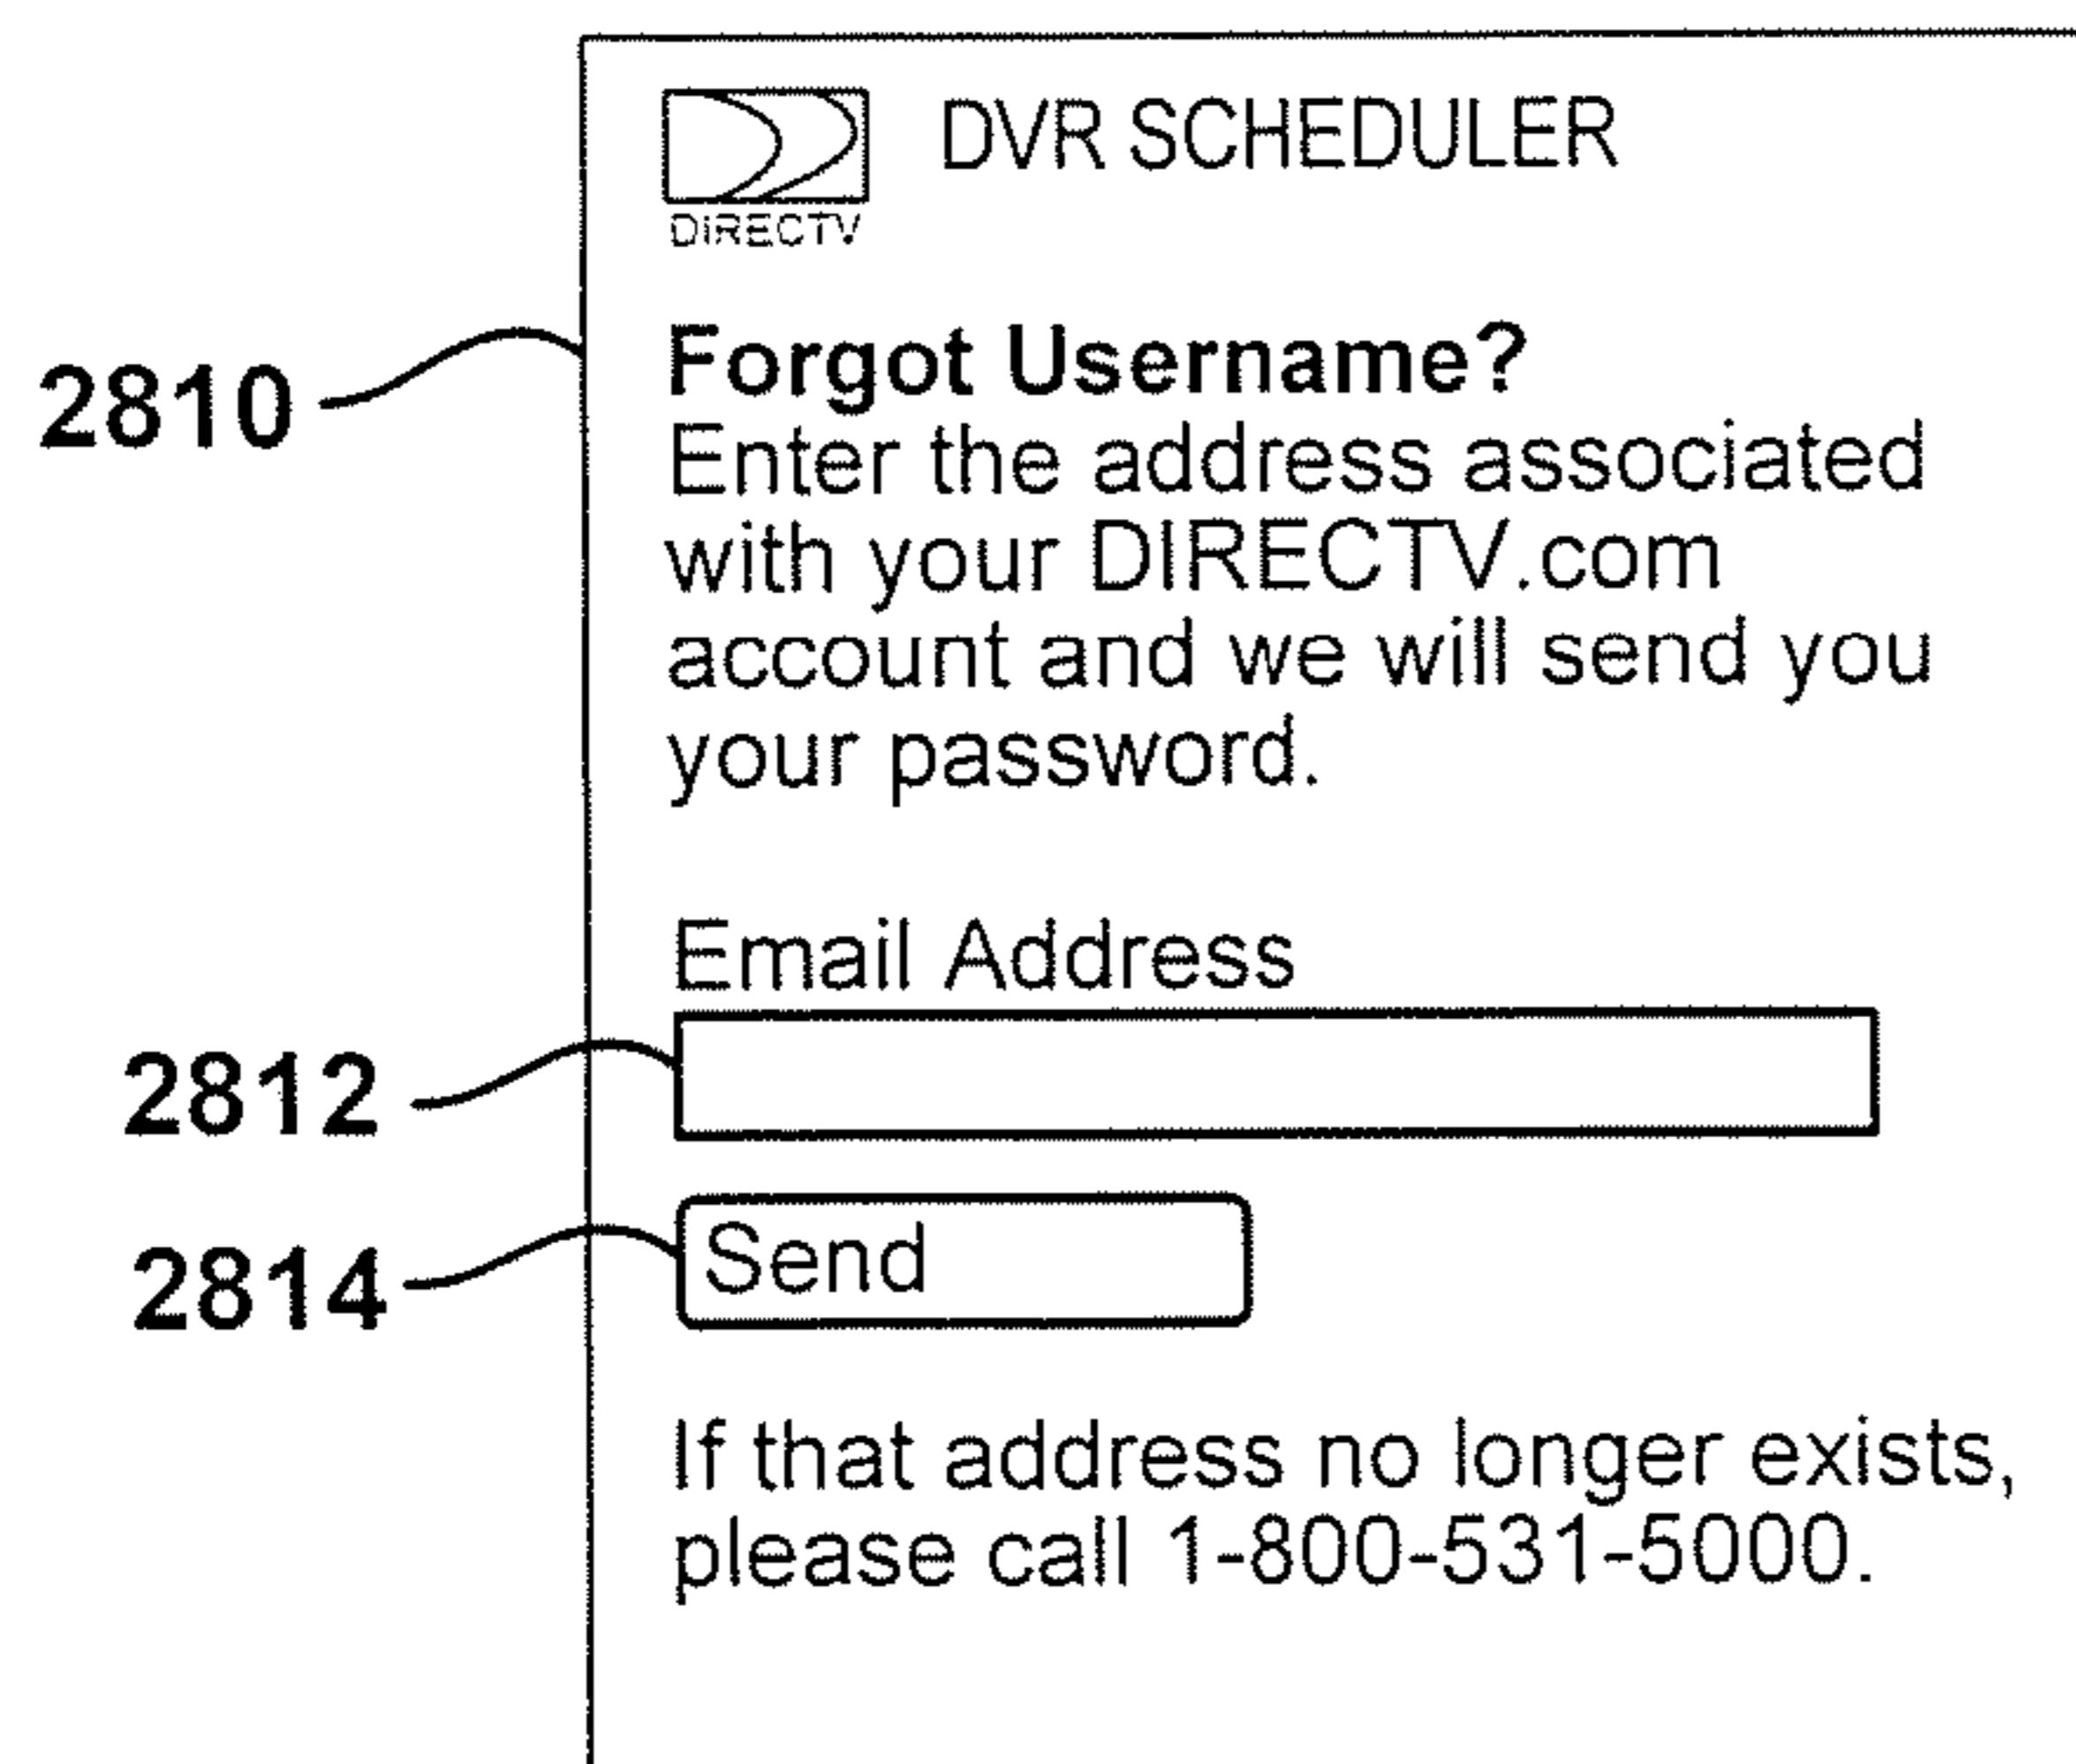 DVR SCHEDULER
DIRECTV
2810
Forgot Username?
Enter the address associated
with your DIRECTV.com
account and we will send you
your password.
Email Address
2812
2814
Send
If that address no longer exists,
please call 1-800-531-5000.